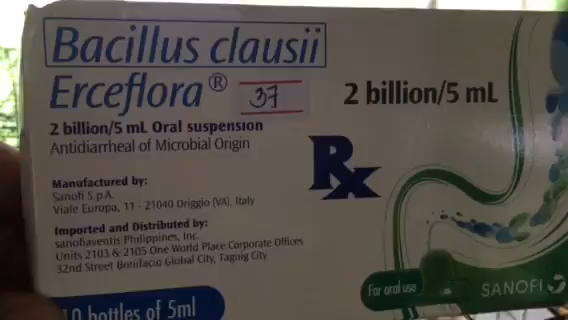 Bacillus clausii
Erceflora®
37
2 billion/5 mL
2 billion/5 mL Oral suspension
Antidiarrheal of Microbial Origin
Rx
Manufactured by:
Sanofi S.p.A.
Viale Europa, 11 - 21040 Origgio (VA), Italy
Imported and Distributed by:
sanofiaventis Philippines, Inc.
Units 2103 & 2105 One World Place Corporate Offices
32nd Street Bonifacio Global City, Taguig City
10 bottles of 5ml
For oral use
SANOFI